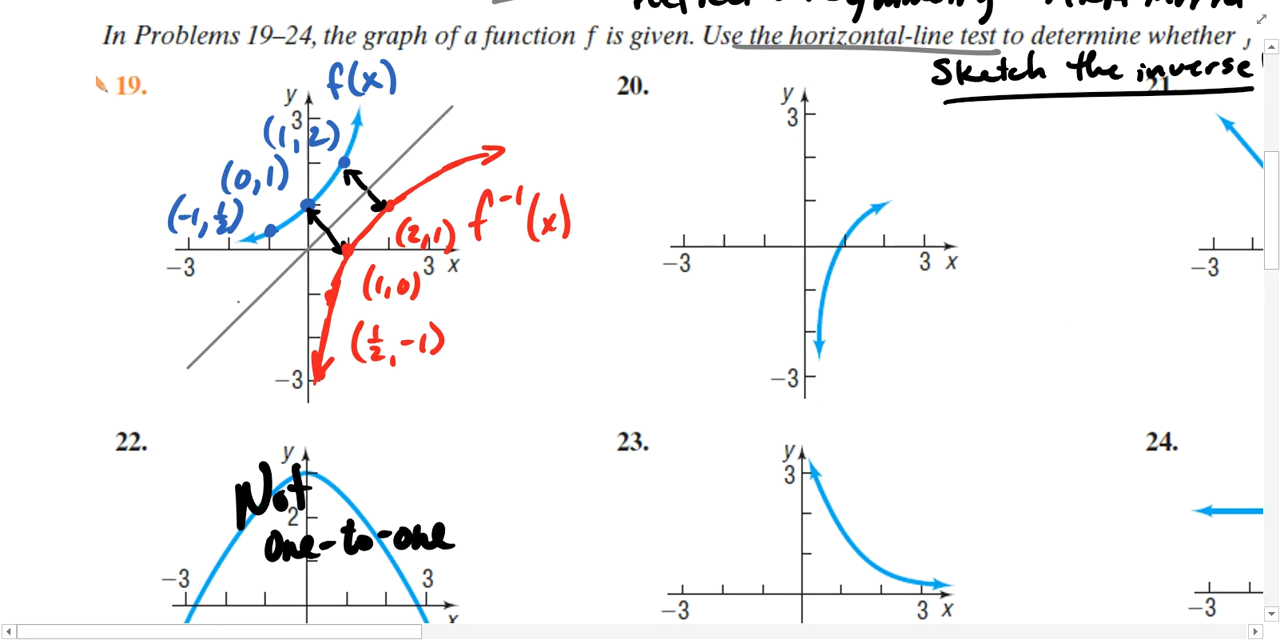 In Problems 19–24, the graph of a function f is given. Use the horizontal-line test to determine whether
Sketch the inverse
19.
f(x)
y
3
(1, 2)
(0, 1)
(-1, ½)
f⁻¹(x)
(2, 1)
−3
3 x
(1, 0)
(½, -1)
−3
20.
y
3
−3
3 x
−3
21
−3
22.
y
Not
2
one-to-one
−3
3
x
23.
y
3
−3
3 x
24.
−3